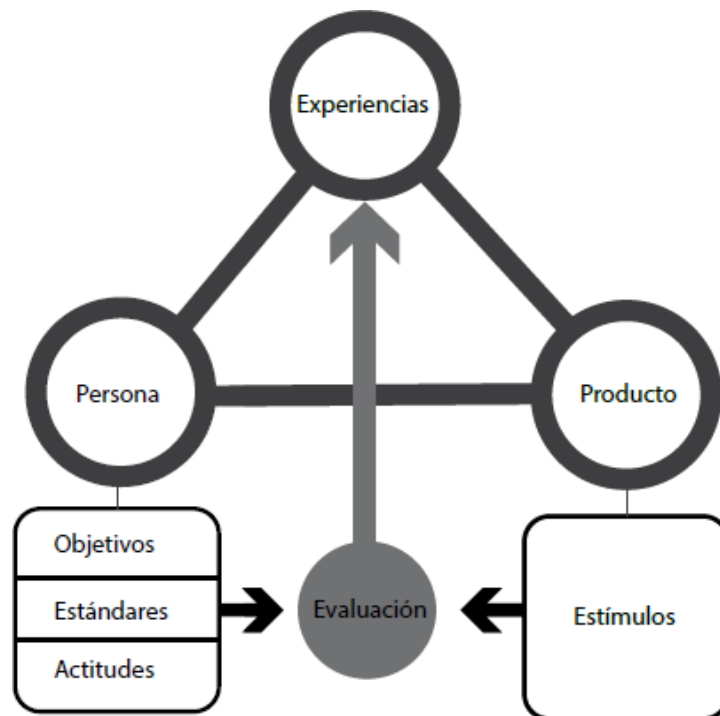 Experiencias
Persona
Producto
Objetivos
Estándares
Actitudes
Evaluación
Estímulos